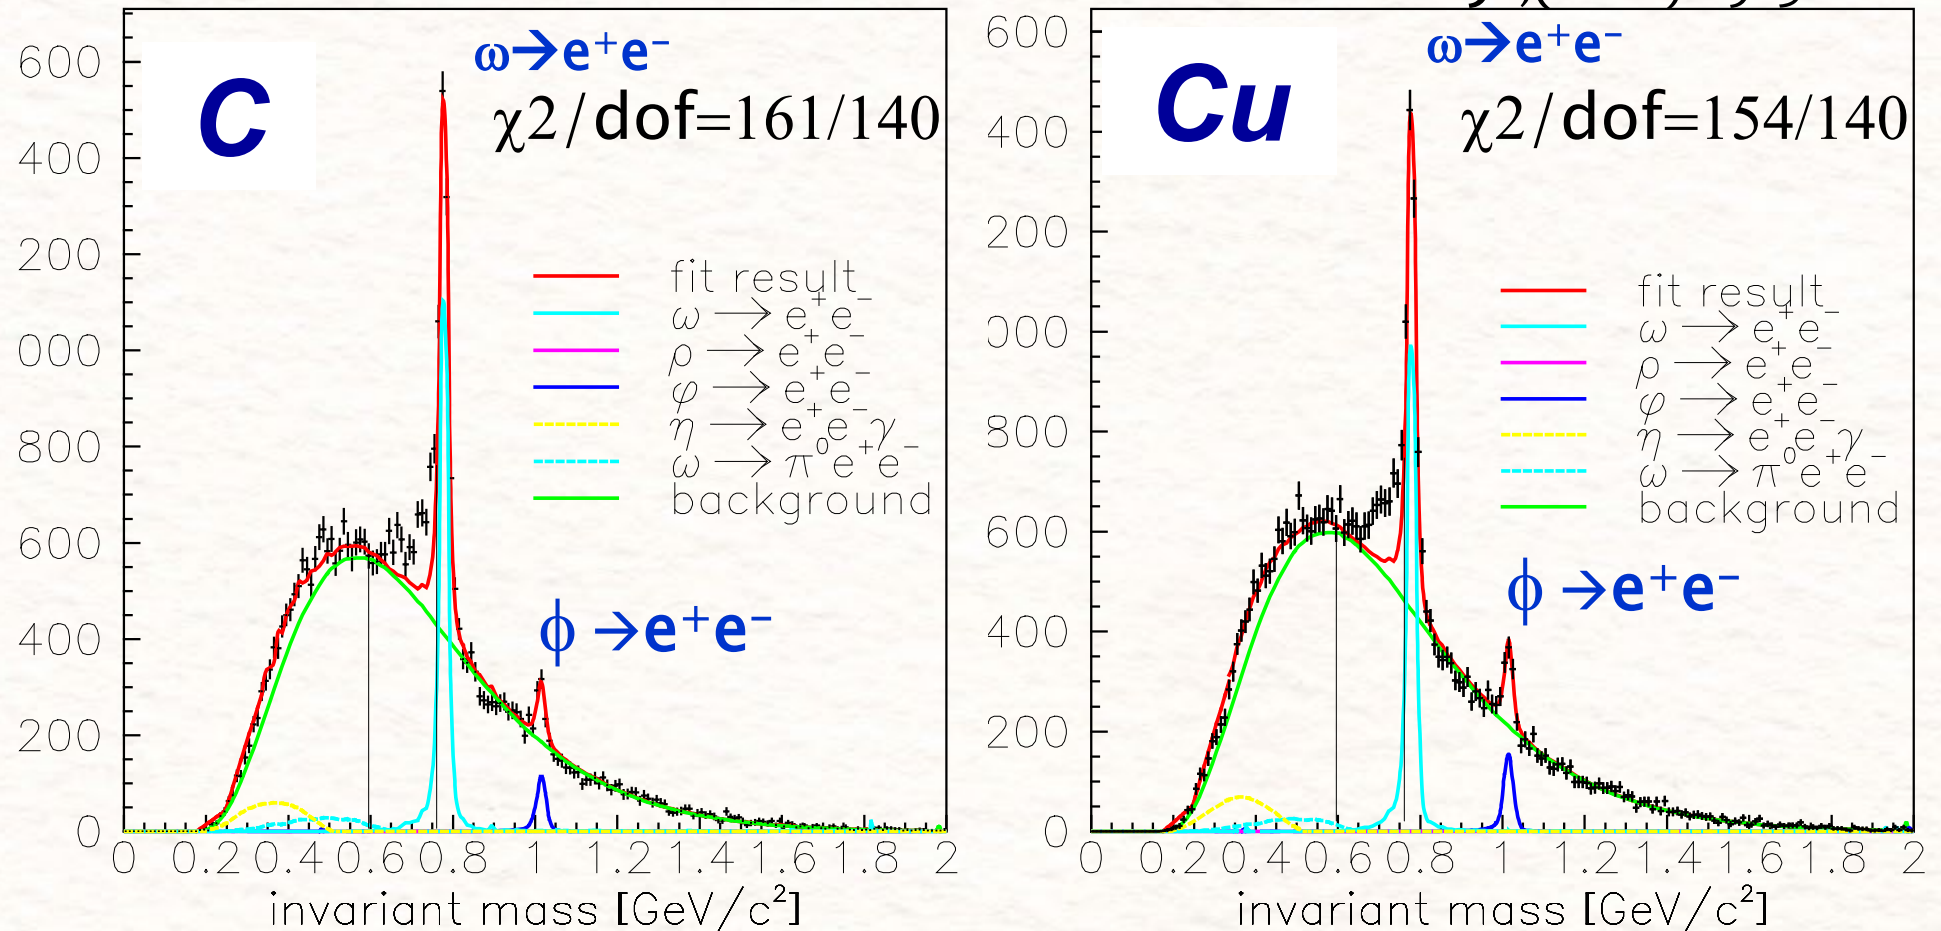 ω→e⁺e⁻
C
χ2/dof=161/140
600
400
200
000
800
600
400
200
0
fit result
ω → e⁺e⁻
ρ → e⁺e⁻
φ → e⁺e⁻
η → e⁺e⁻γ
ω → π⁰e⁺e⁻
background
ϕ →e⁺e⁻
0 0.2 0.4 0.6 0.8 1 1.2 1.4 1.6 1.8 2
invariant mass [GeV/c²]
ω→e⁺e⁻
Cu
χ2/dof=154/140
600
400
200
000
800
600
400
200
0
fit result
ω → e⁺e⁻
ρ → e⁺e⁻
φ → e⁺e⁻
η → e⁺e⁻γ
ω → π⁰e⁺e⁻
background
ϕ →e⁺e⁻
0 0.2 0.4 0.6 0.8 1 1.2 1.4 1.6 1.8 2
invariant mass [GeV/c²]